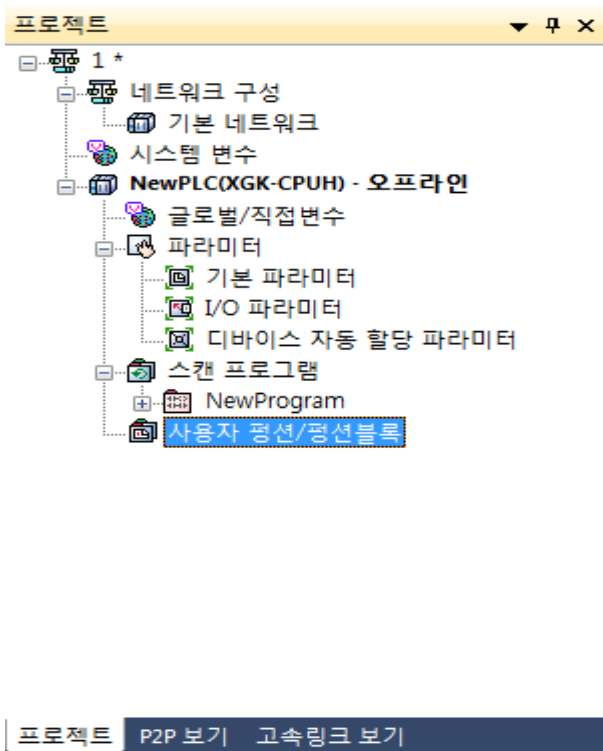 프로젝트
1 *
네트워크 구성
기본 네트워크
시스템 변수
NewPLC(XGK-CPUH) - 오프라인
글로벌/직접변수
파라미터
기본 파라미터
I/O 파라미터
디바이스 자동 할당 파라미터
스캔 프로그램
NewProgram
사용자 펑션/펑션블록
프로젝트 P2P 보기 고속링크 보기